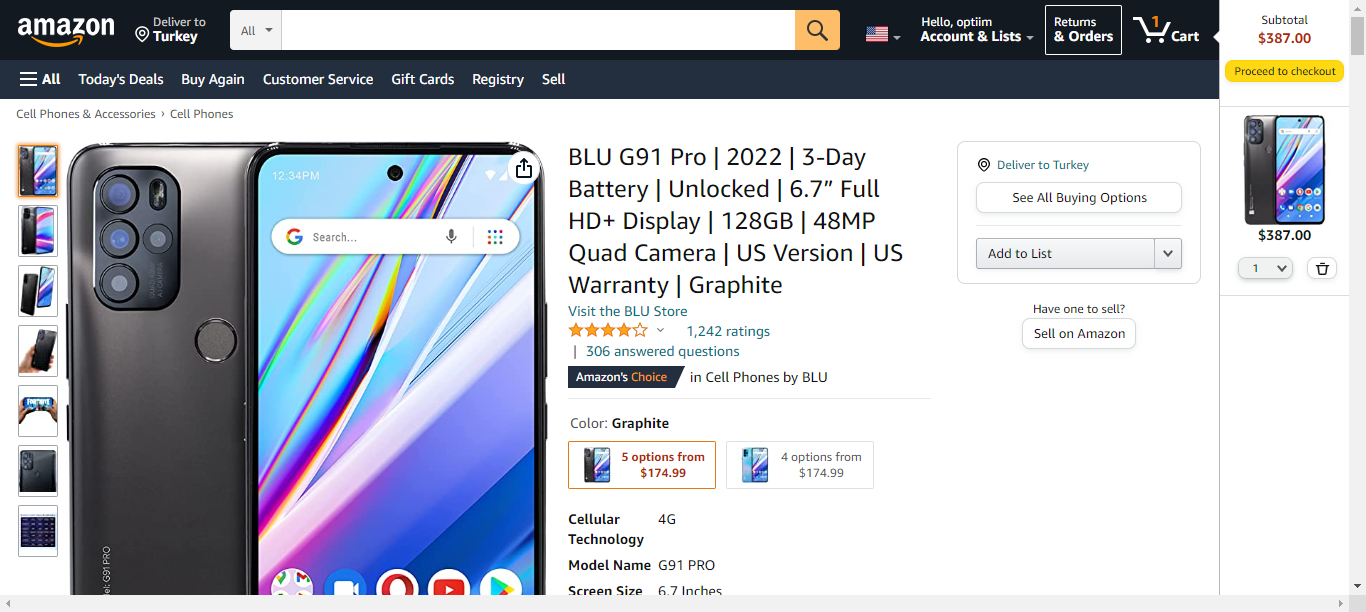 amazon
Deliver to
Turkey
All
Hello, optiim
Account & Lists
Returns
& Orders
1
Cart
Subtotal
$387.00
Proceed to checkout
All
Today's Deals
Buy Again
Customer Service
Gift Cards
Registry
Sell
Cell Phones & Accessories › Cell Phones
12:34PM
Search...
G91 PRO
BLU G91 Pro | 2022 | 3-Day
Battery | Unlocked | 6.7” Full
HD+ Display | 128GB | 48MP
Quad Camera | US Version | US
Warranty | Graphite
Visit the BLU Store
1,242 ratings
| 306 answered questions
Amazon's Choice in Cell Phones by BLU
Color: Graphite
5 options from
$174.99
4 options from
$174.99
Cellular
Technology
4G
Model Name G91 PRO
Screen Size 6.7 Inches
Deliver to Turkey
See All Buying Options
Add to List
Have one to sell?
Sell on Amazon
$387.00
1